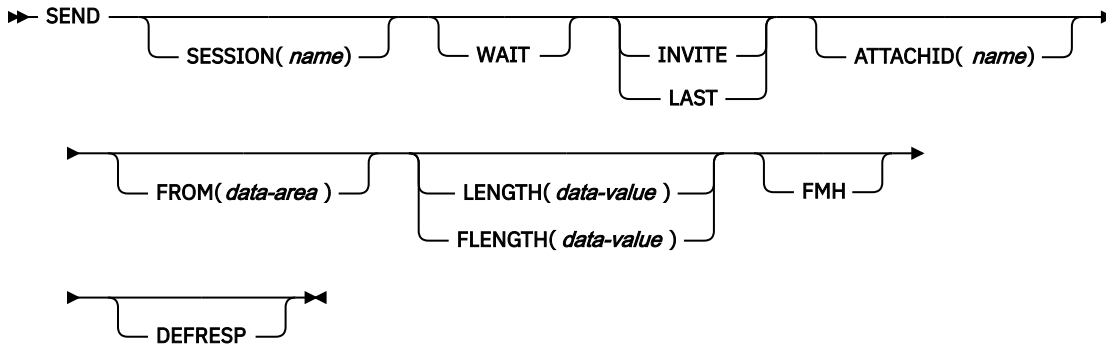 SEND
SESSION( name) WAIT INVITE ATTACHID( name)
LAST
FROM( data-area ) LENGTH( data-value ) FMH
FLENGTH( data-value )
DEFRESP